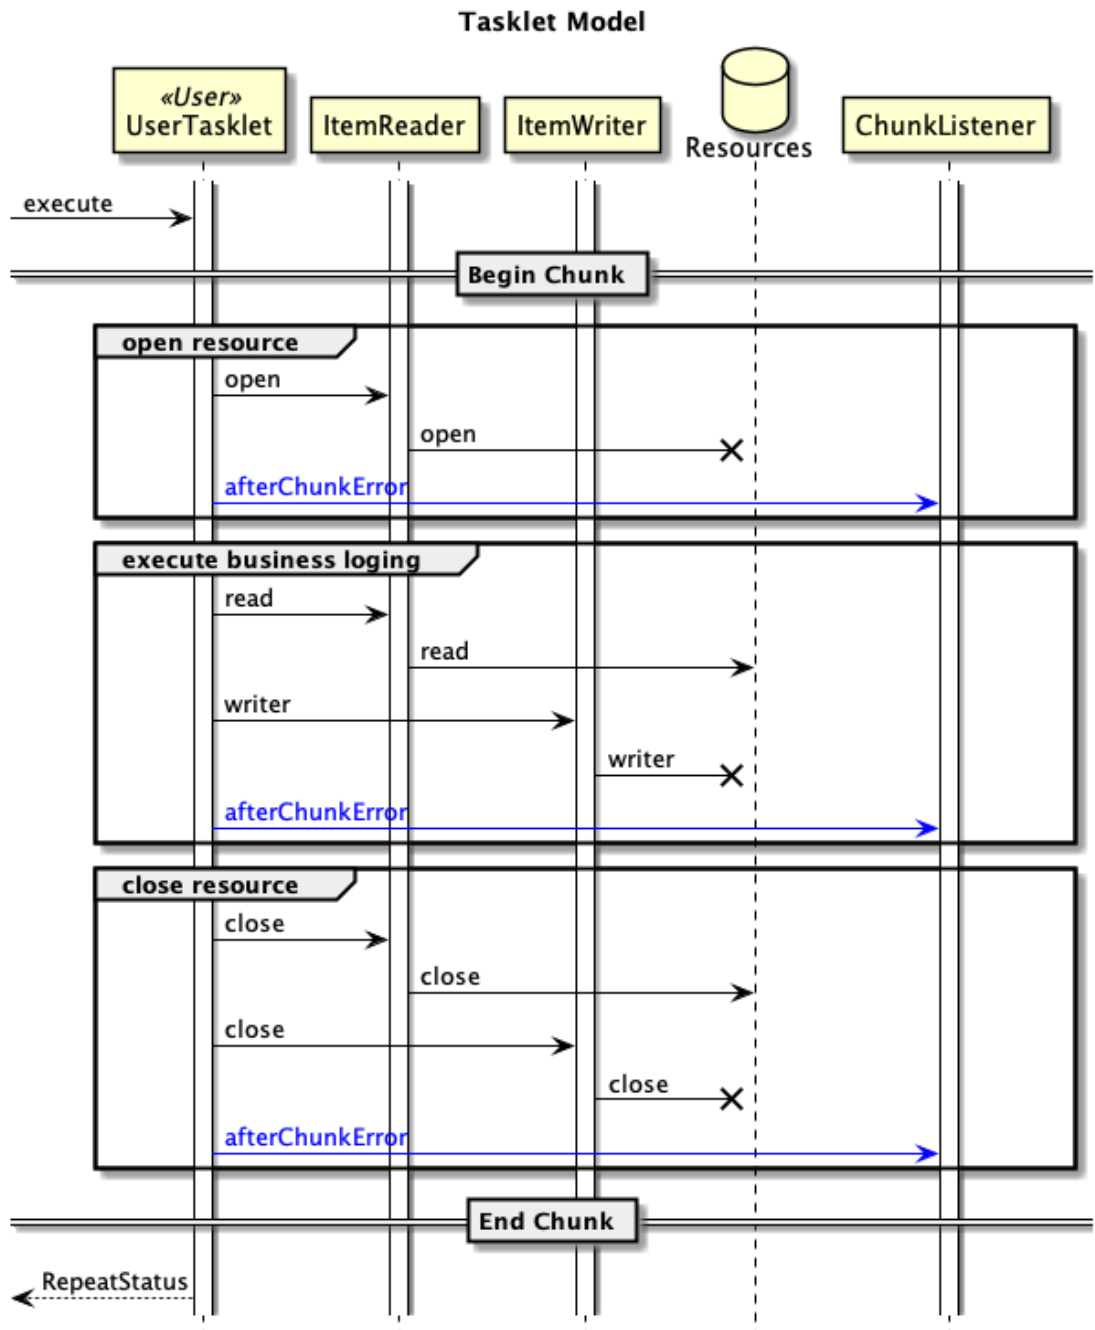 Tasklet Model
«User»
UserTasklet
ItemReader
ItemWriter
Resources
ChunkListener
execute
Begin Chunk
open resource
open
open
afterChunkError
execute business loging
read
read
writer
writer
afterChunkError
close resource
close
close
close
close
afterChunkError
End Chunk
RepeatStatus